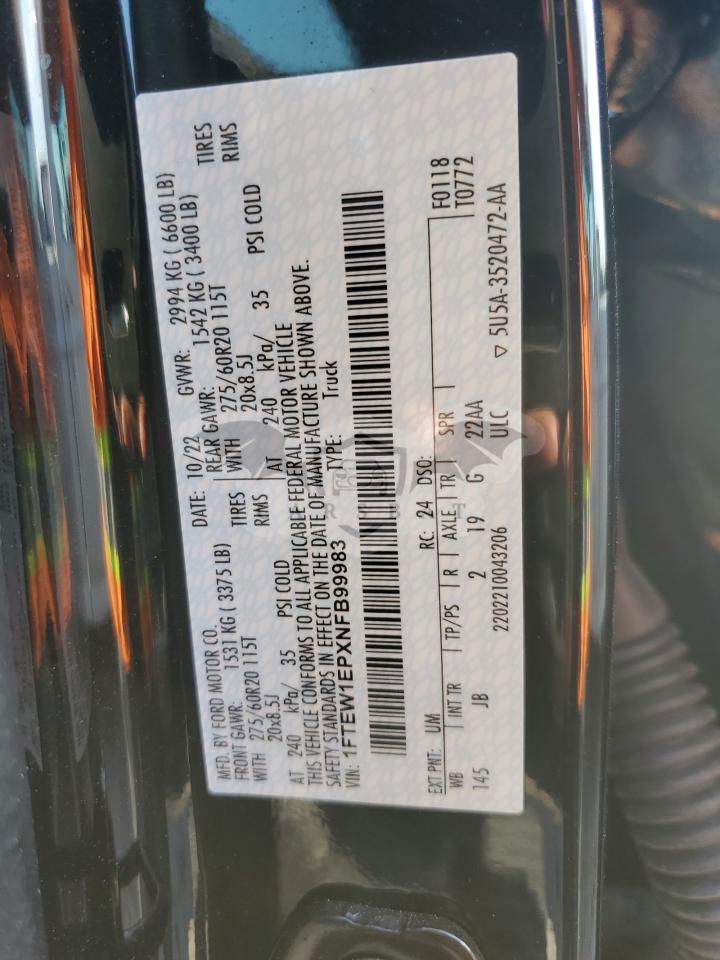 MFD. BY FORD MOTOR CO. DATE: 10/22 GVWR: 2994 KG ( 6600 LB)
FRONT GAWR: 1531 KG ( 3375 LB) REAR GAWR: 1542 KG ( 3400 LB)
WITH 275/60R20 115T TIRES WITH 275/60R20 115T TIRES
20x8.5J RIMS 20x8.5J RIMS
AT 240 kPa/ 35 PSI COLD AT 240 kPa/ 35 PSI COLD
THIS VEHICLE CONFORMS TO ALL APPLICABLE FEDERAL MOTOR VEHICLE
SAFETY STANDARDS IN EFFECT ON THE DATE OF MANUFACTURE SHOWN ABOVE.
VIN: 1FTEW1EPXNFB99983 TYPE: Truck
EXT PNT: UM RC: 24 DSO: F0118
WB INT TR TP/PS R AXLE TR SPR T0772
145 JB 2 19 G 22AA
2202210043206 ULC ▽ 5U5A-3520472-AA